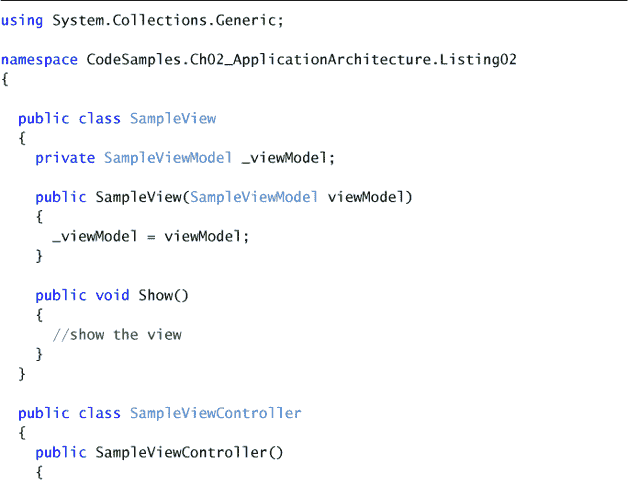 using System.Collections.Generic;
namespace CodeSamples.Ch02_ApplicationArchitecture.Listing02
{
public class SampleView
{
private SampleViewModel _viewModel;
public SampleView(SampleViewModel viewModel)
{
_viewModel = viewModel;
}
public void Show()
{
//show the view
}
}
public class SampleViewController
{
public SampleViewController()
{